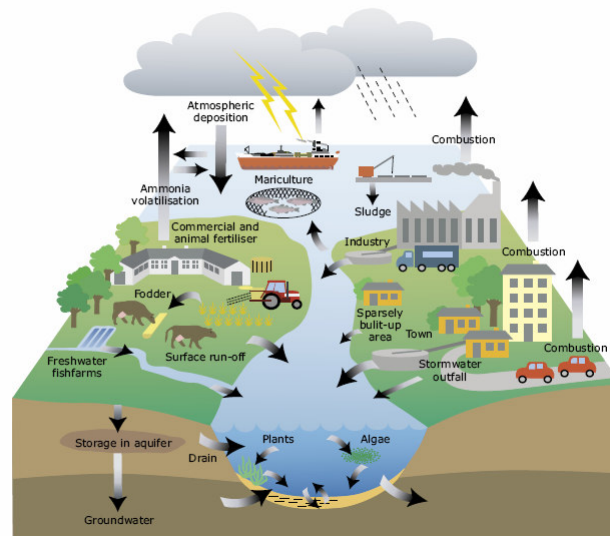 Atmospheric
deposition
Combustion
Mariculture
Ammonia
volatilisation
Sludge
Commercial and
animal fertiliser
Industry
Combustion
Fodder
Sparsely
bulit-up
area
Town
Combustion
Freshwater
fishfarms
Surface run-off
Stormwater
outfall
Plants
Algae
Storage in aquifer
Drain
Groundwater